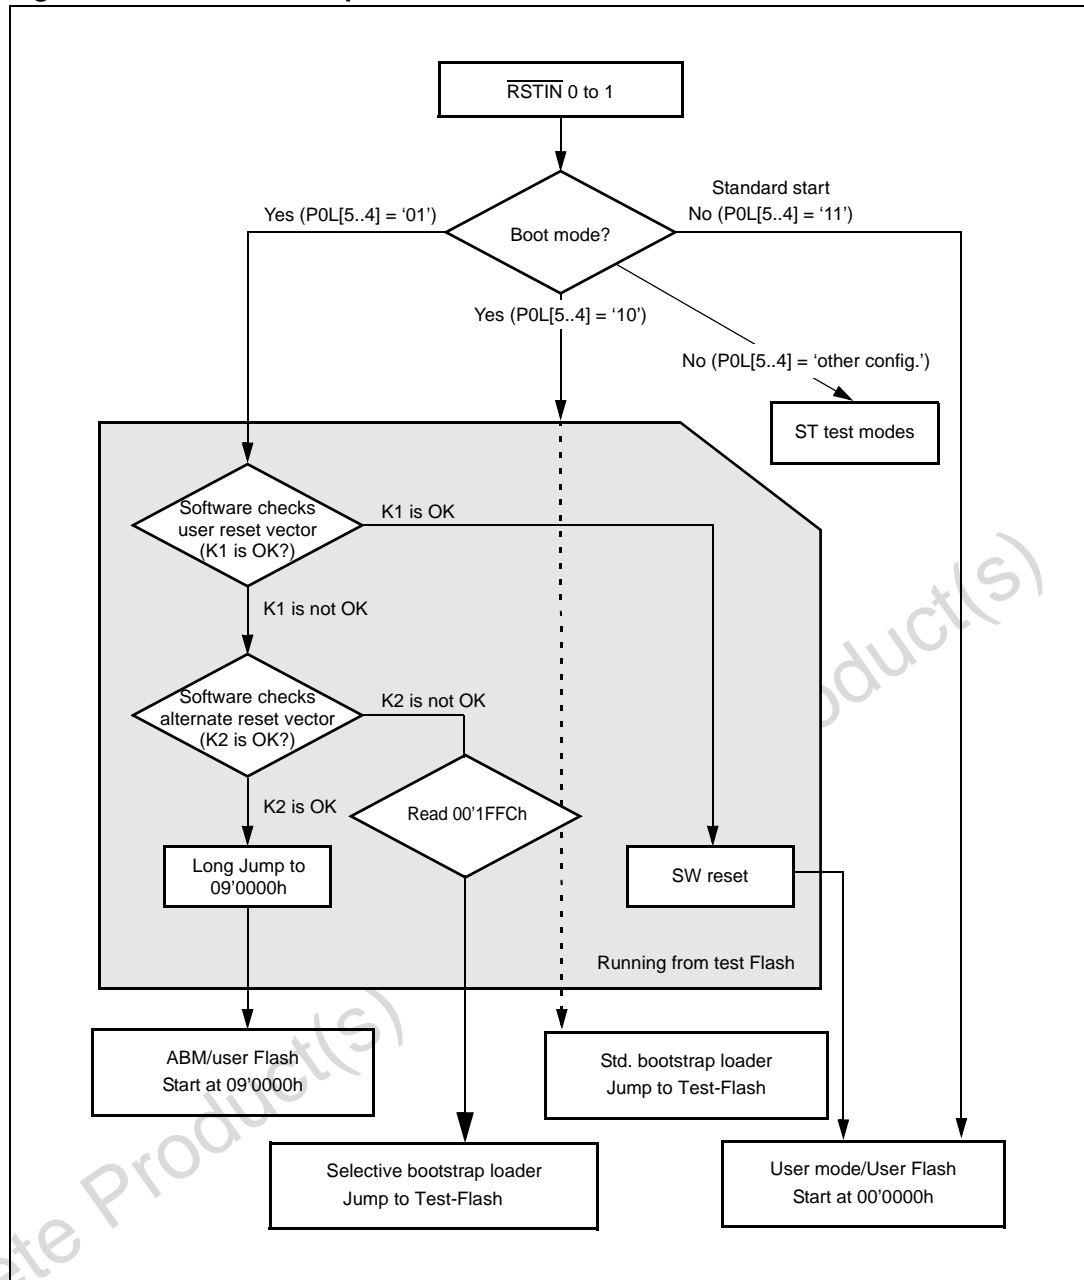 RSTIN 0 to 1
Standard start
Yes (P0L[5..4] = ‘01’)
No (P0L[5..4] = ‘11’)
Boot mode?
Yes (P0L[5..4] = ‘10’)
No (P0L[5..4] = ‘other config.’)
ST test modes
Software checks
user reset vector
(K1 is OK?)
K1 is OK
K1 is not OK
Software checks
alternate reset vector
(K2 is OK?)
K2 is not OK
K2 is OK
Read 00’1FFCh
Long Jump to
09’0000h
SW reset
Running from test Flash
ABM/user Flash
Start at 09’0000h
Std. bootstrap loader
Jump to Test-Flash
Selective bootstrap loader
Jump to Test-Flash
User mode/User Flash
Start at 00’0000h
Product(s)